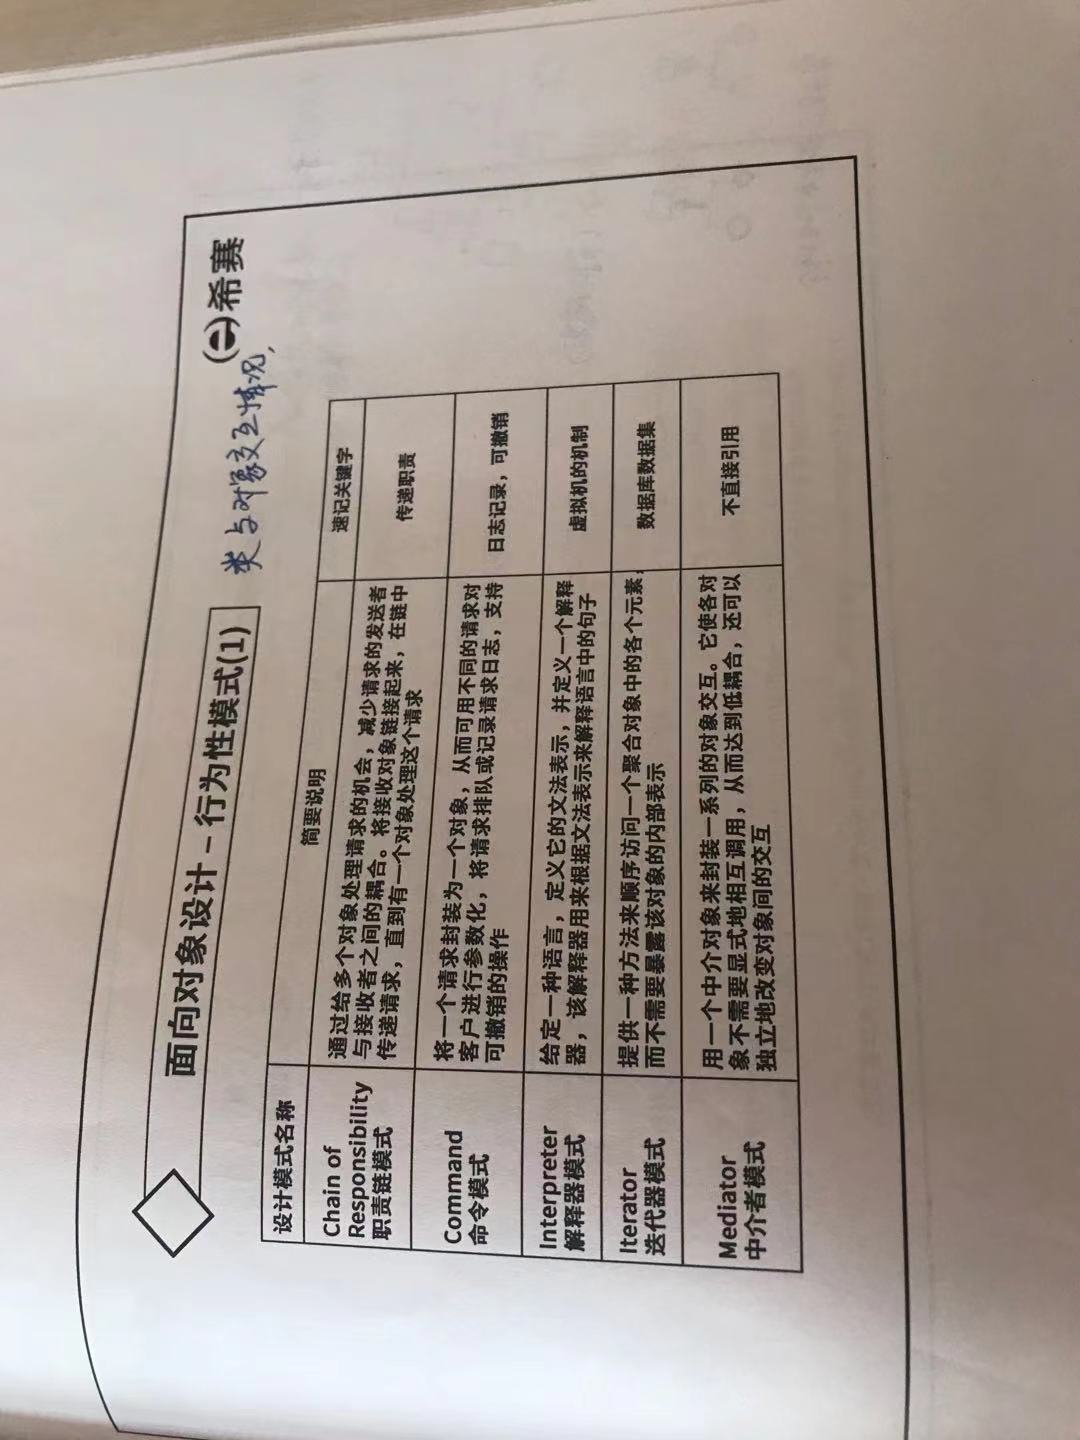 面向对象设计 – 行为性模式(1)
希赛
类与对象交互情况,
设计模式名称
简要说明
速记关键字
Chain of
Responsibility
职责链模式
通过给多个对象处理请求的机会，减少请求的发送者
与接收者之间的耦合。将接收对象链接起来，在链中
传递请求，直到有一个对象处理这个请求
传递职责
Command
命令模式
将一个请求封装为一个对象，从而可用不同的请求对
客户进行参数化，将请求排队或记录请求日志，支持
可撤销的操作
日志记录，可撤销
Interpreter
解释器模式
给定一种语言，定义它的文法表示，并定义一个解释
器，该解释器用来根据文法表示来解释语言中的句子
虚拟机的机制
Iterator
迭代器模式
提供一种方法来顺序访问一个聚合对象中的各个元素，
而不需要暴露该对象的内部表示
数据库数据集
Mediator
中介者模式
用一个中介对象来封装一系列的对象交互。它使各对
象不需要显式地相互调用，从而达到低耦合，还可以
独立地改变对象间的交互
不直接引用